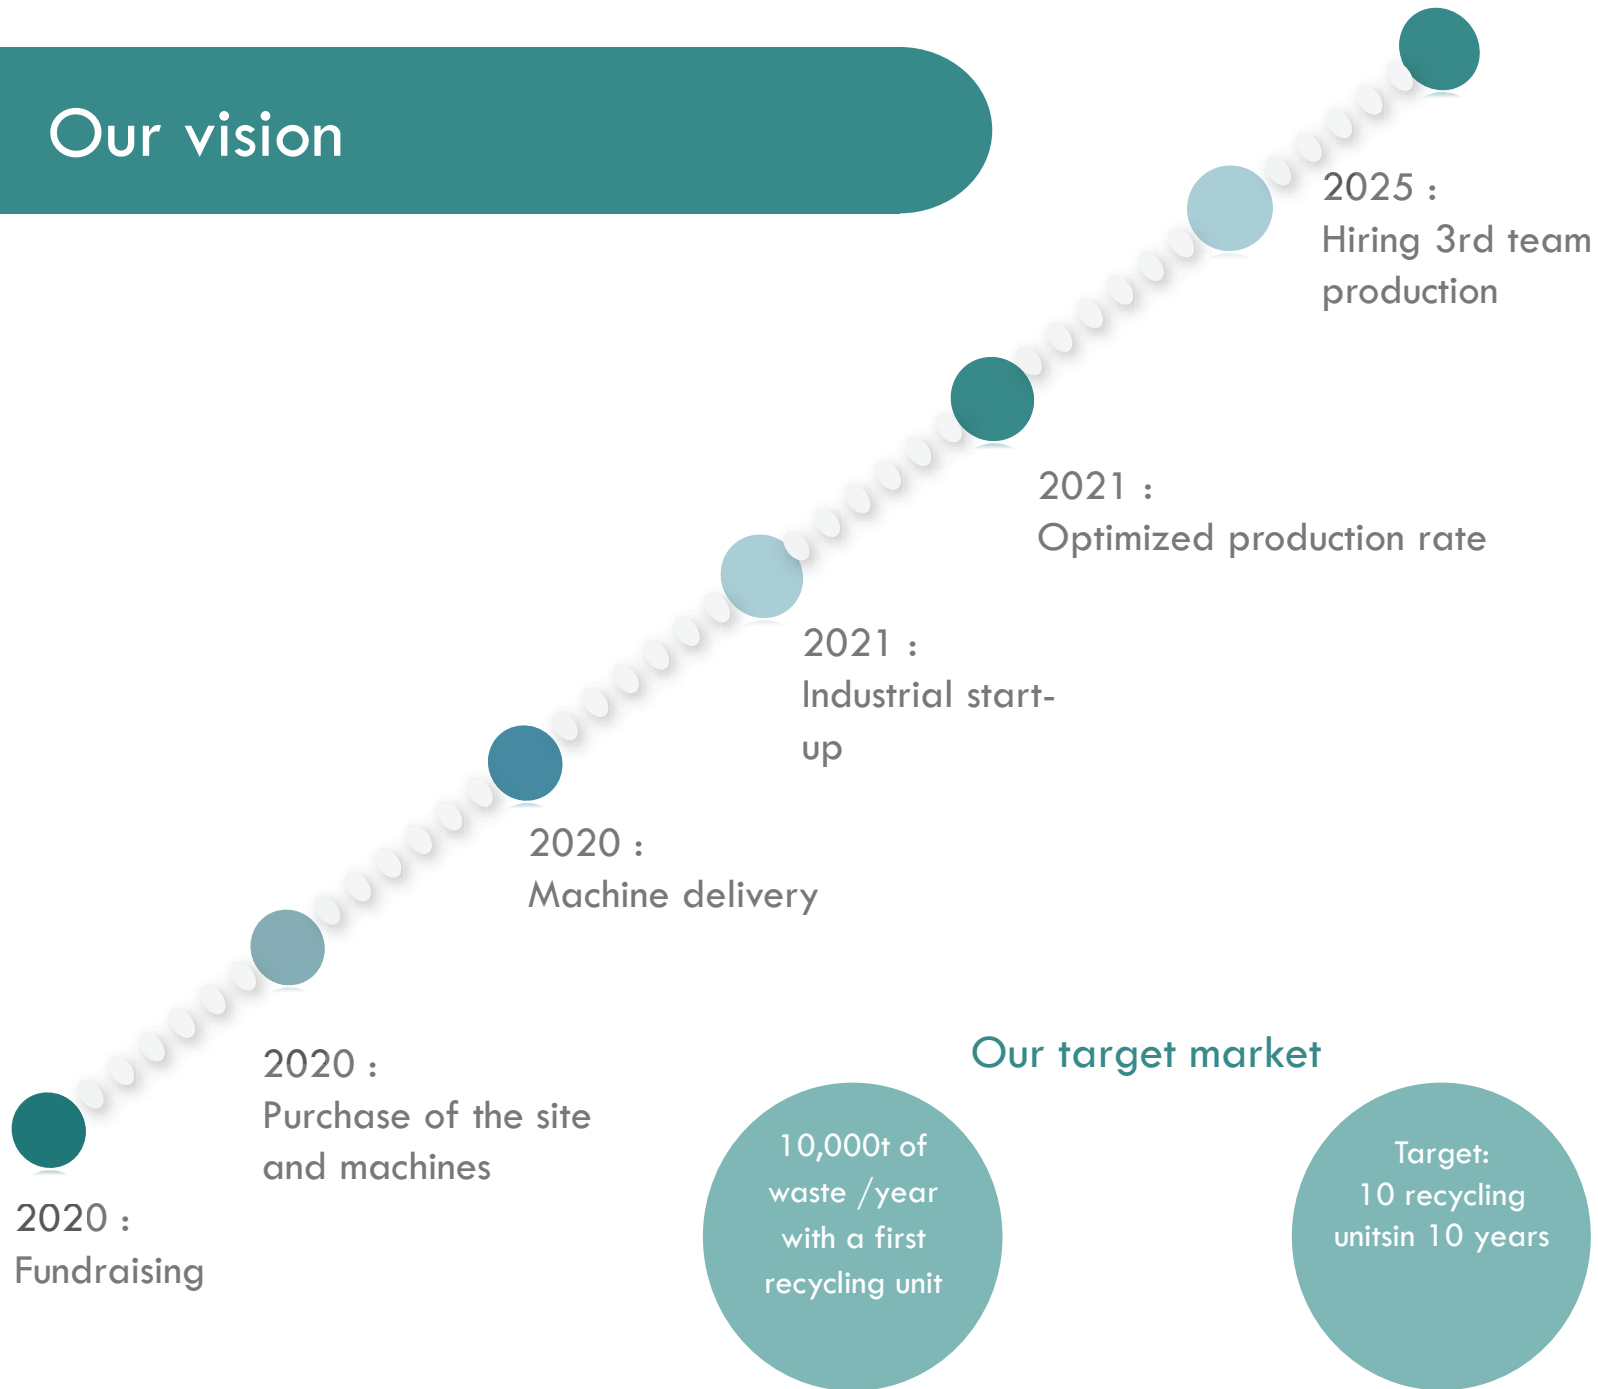 Our vision
2025 :
Hiring 3rd team
production
2021 :
Optimized production rate
2021 :
Industrial start-
up
2020 :
Machine delivery
2020 :
Purchase of the site
and machines
2020 :
Fundraising
Our target market
10,000t of
waste /year
with a first
recycling unit
Target:
10 recycling
unitsin 10 years